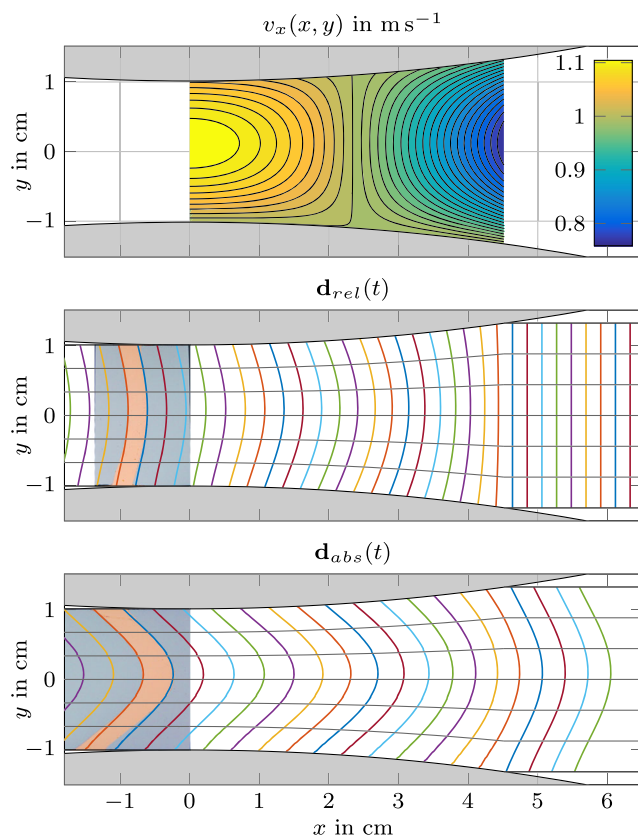 v_x(x, y) in m s⁻¹
1.1
1
0.9
0.8
1
0
−1
y in cm
d_rel(t)
1
0
−1
y in cm
d_abs(t)
1
0
−1
y in cm
−1 0 1 2 3 4 5 6
x in cm